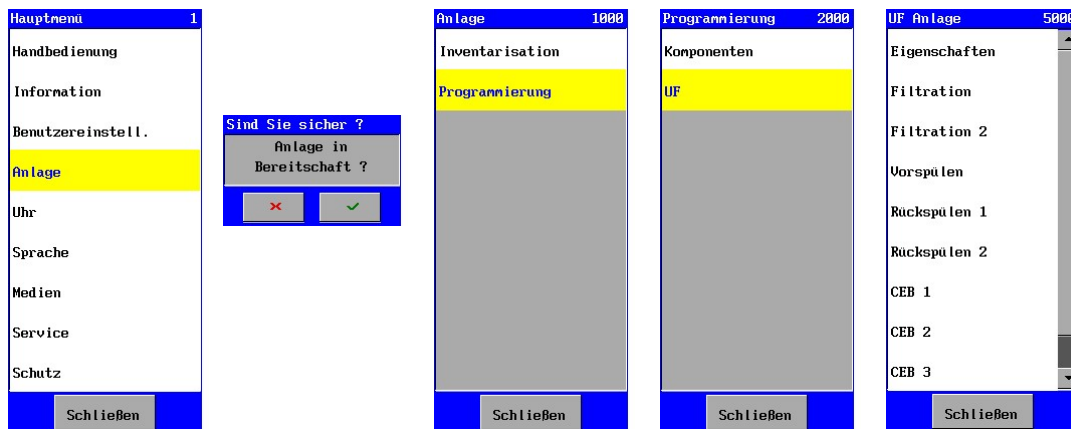 Hauptmenü 1
Handbedienung
Information
Benutzereinstell.
Anlage
Uhr
Sprache
Medien
Service
Schutz
Schließen
Sind Sie sicher ?
Anlage in
Bereitschaft ?
Anlage 1000
Inventarisation
Programmierung
Schließen
Programmierung 2000
Komponenten
UF
Schließen
UF Anlage 5000
Eigenschaften
Filtration
Filtration 2
Vorspülen
Rückspülen 1
Rückspülen 2
CEB 1
CEB 2
CEB 3
Schließen